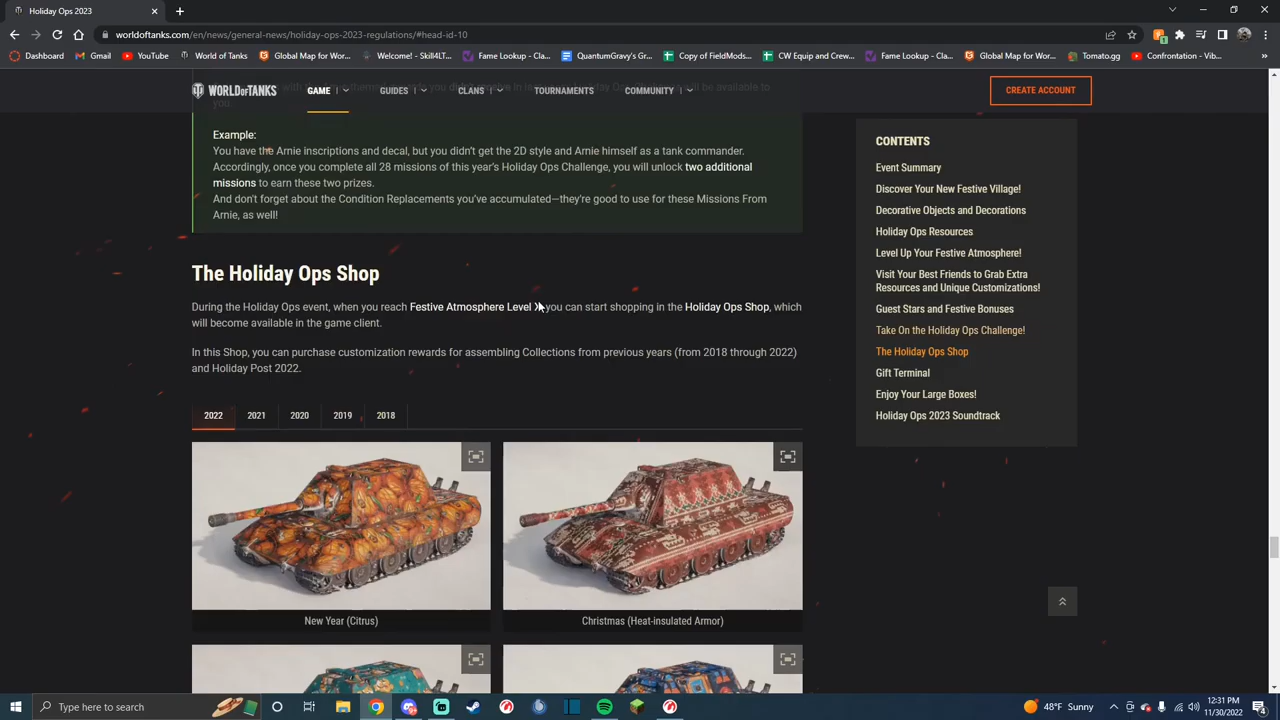 Holiday Ops 2023
worldoftanks.com/en/news/general-news/holiday-ops-2023-regulations/#head-id-10
Dashboard
Gmail
YouTube
World of Tanks
Global Map for Wor...
Welcome! - Skill4LT...
Fame Lookup - Cla...
QuantumGravy's Gr...
Copy of FieldMods...
CW Equip and Crew...
Fame Lookup - Cla...
Global Map for Wor...
Tomato.gg
Confrontation - Vib...
WORLD OF TANKS
GAME
GUIDES
CLANS
TOURNAMENTS
COMMUNITY
CREATE ACCOUNT
you.
Example:
You have the Arnie inscriptions and decal, but you didn't get the 2D style and Arnie himself as a tank commander.
Accordingly, once you complete all 28 missions of this year's Holiday Ops Challenge, you will unlock two additional
missions to earn these two prizes.
And don't forget about the Condition Replacements you've accumulated—they're good to use for these Missions From
Arnie, as well!
The Holiday Ops Shop
During the Holiday Ops event, when you reach Festive Atmosphere Level you can start shopping in the Holiday Ops Shop, which
will become available in the game client.
In this Shop, you can purchase customization rewards for assembling Collections from previous years (from 2018 through 2022)
and Holiday Post 2022.
2022
2021
2020
2019
2018
New Year (Citrus)
Christmas (Heat-insulated Armor)
CONTENTS
Event Summary
Discover Your New Festive Village!
Decorative Objects and Decorations
Holiday Ops Resources
Level Up Your Festive Atmosphere!
Visit Your Best Friends to Grab Extra
Resources and Unique Customizations!
Guest Stars and Festive Bonuses
Take On the Holiday Ops Challenge!
The Holiday Ops Shop
Gift Terminal
Enjoy Your Large Boxes!
Holiday Ops 2023 Soundtrack
Type here to search
48°F Sunny
12:31 PM
11/30/2022